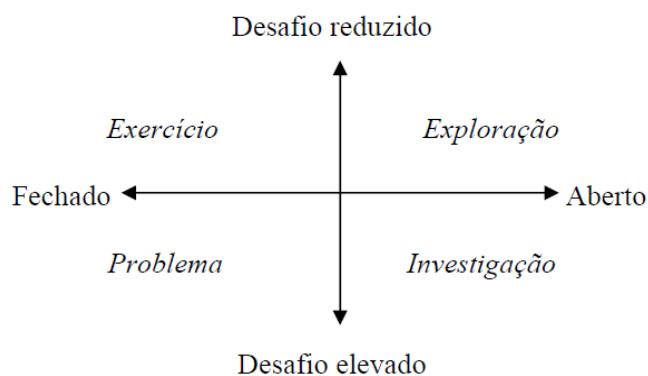 Desafio reduzido
Exercício
Exploração
Fechado
Aberto
Problema
Investigação
Desafio elevado